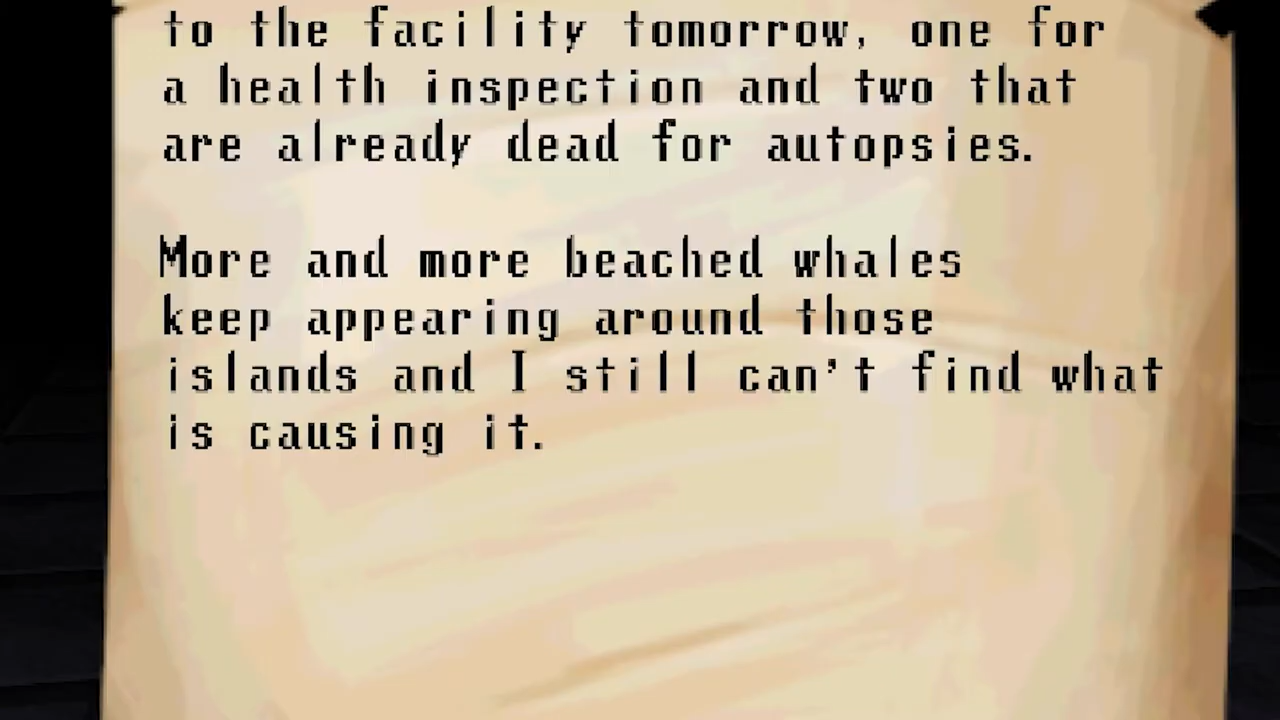 to the facility tomorrow, one for
a health inspection and two that
are already dead for autopsies.
More and more beached whales
keep appearing around those
islands and I still can't find what
is causing it.